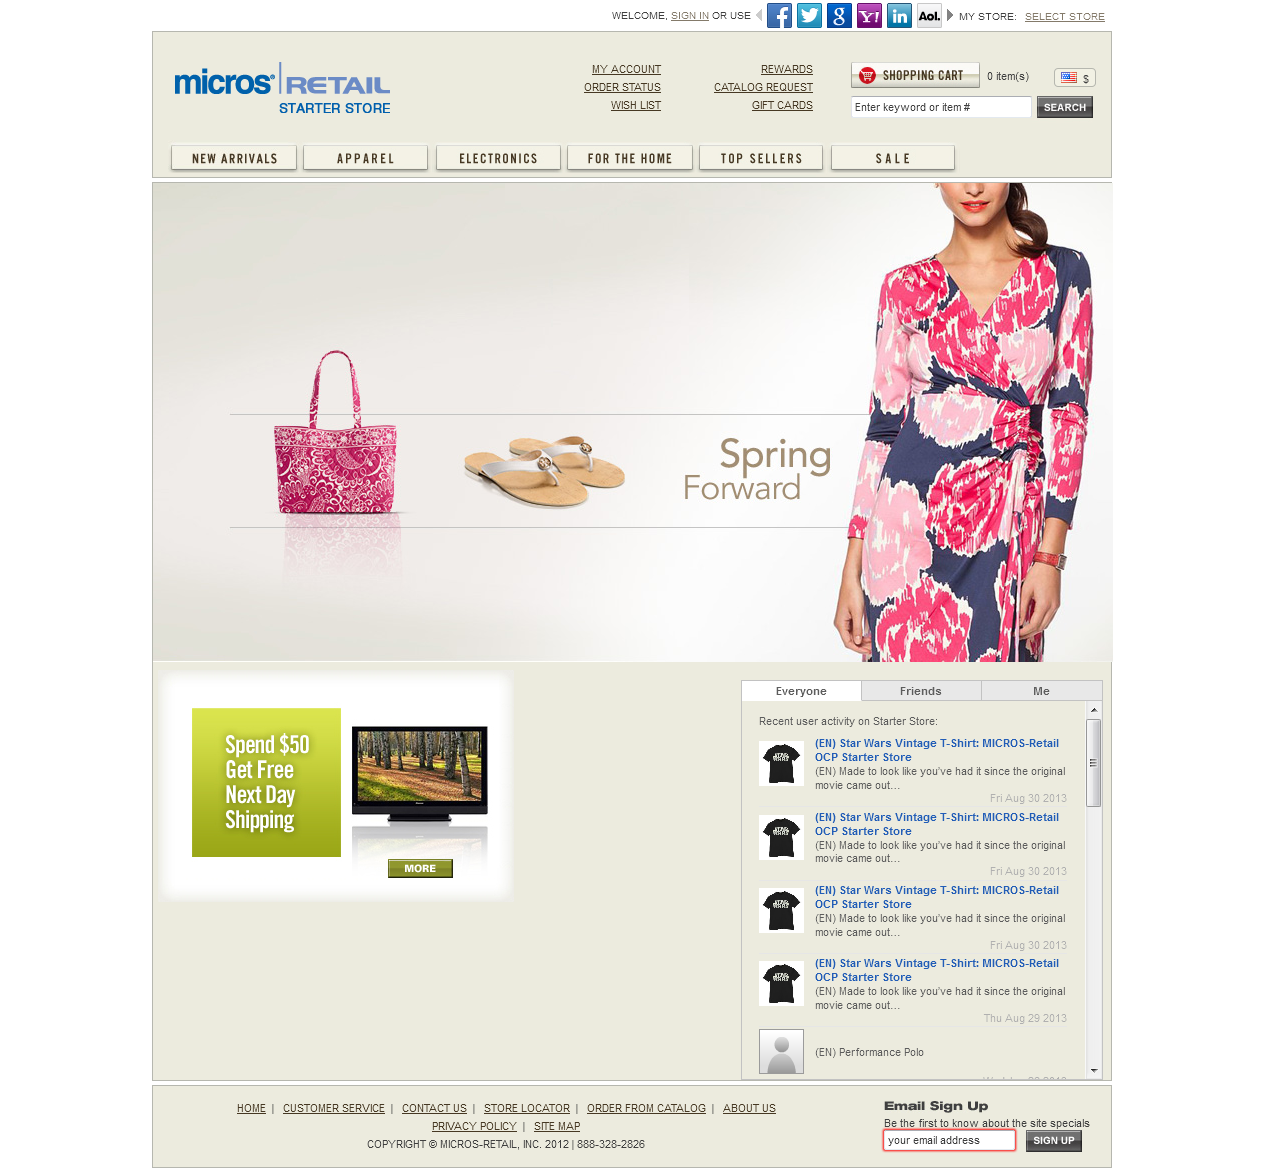 WELCOME, SIGN IN OR USE
Aol.
MY STORE: SELECT STORE
micros RETAIL
STARTER STORE
MY ACCOUNT
ORDER STATUS
WISH LIST
REWARDS
CATALOG REQUEST
GIFT CARDS
SHOPPING CART
0 item(s)
$
Enter keyword or item #
SEARCH
NEW ARRIVALS
APPAREL
ELECTRONICS
FOR THE HOME
TOP SELLERS
SALE
Spring
Forward
Spend $50
Get Free
Next Day
Shipping
MORE
Everyone
Friends
Me
Recent user activity on Starter Store:
(EN) Star Wars Vintage T-Shirt: MICROS-Retail
OCP Starter Store
(EN) Made to look like you've had it since the original
movie came out...
Fri Aug 30 2013
(EN) Star Wars Vintage T-Shirt: MICROS-Retail
OCP Starter Store
(EN) Made to look like you've had it since the original
movie came out...
Fri Aug 30 2013
(EN) Star Wars Vintage T-Shirt: MICROS-Retail
OCP Starter Store
(EN) Made to look like you've had it since the original
movie came out...
Fri Aug 30 2013
(EN) Star Wars Vintage T-Shirt: MICROS-Retail
OCP Starter Store
(EN) Made to look like you've had it since the original
movie came out...
Thu Aug 29 2013
(EN) Performance Polo
HOME | CUSTOMER SERVICE | CONTACT US | STORE LOCATOR | ORDER FROM CATALOG | ABOUT US
PRIVACY POLICY | SITE MAP
COPYRIGHT © MICROS-RETAIL, INC. 2012 | 888-328-2826
Email Sign Up
Be the first to know about the site specials
your email address
SIGN UP